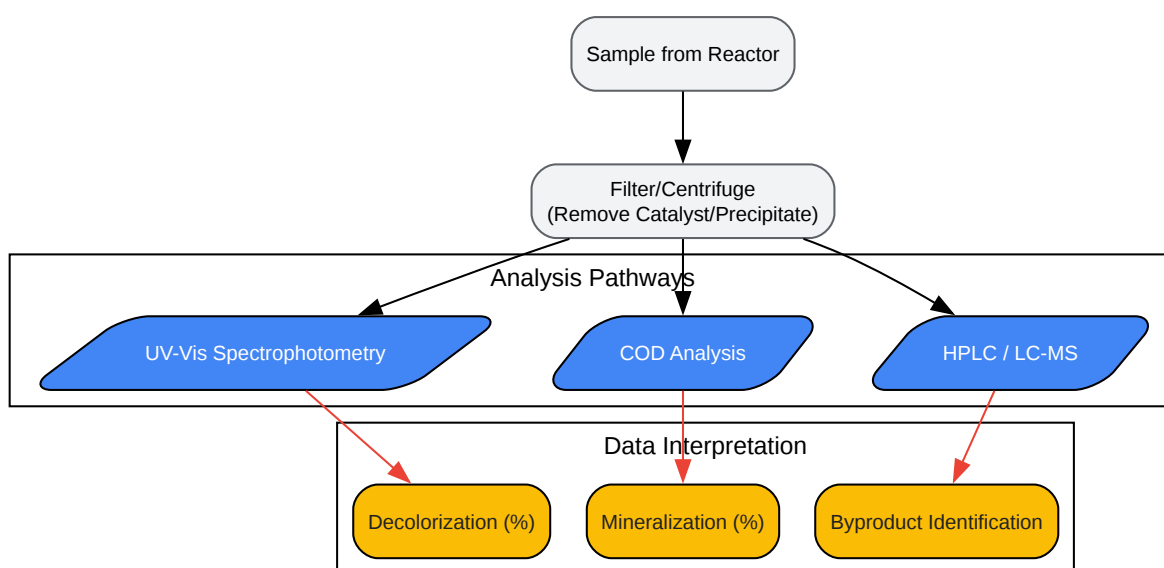 Sample from Reactor
Filter/Centrifuge
(Remove Catalyst/Precipitate)
Analysis Pathways
UV-Vis Spectrophotometry
COD Analysis
HPLC / LC-MS
Data Interpretation
Decolorization (%)
Mineralization (%)
Byproduct Identification